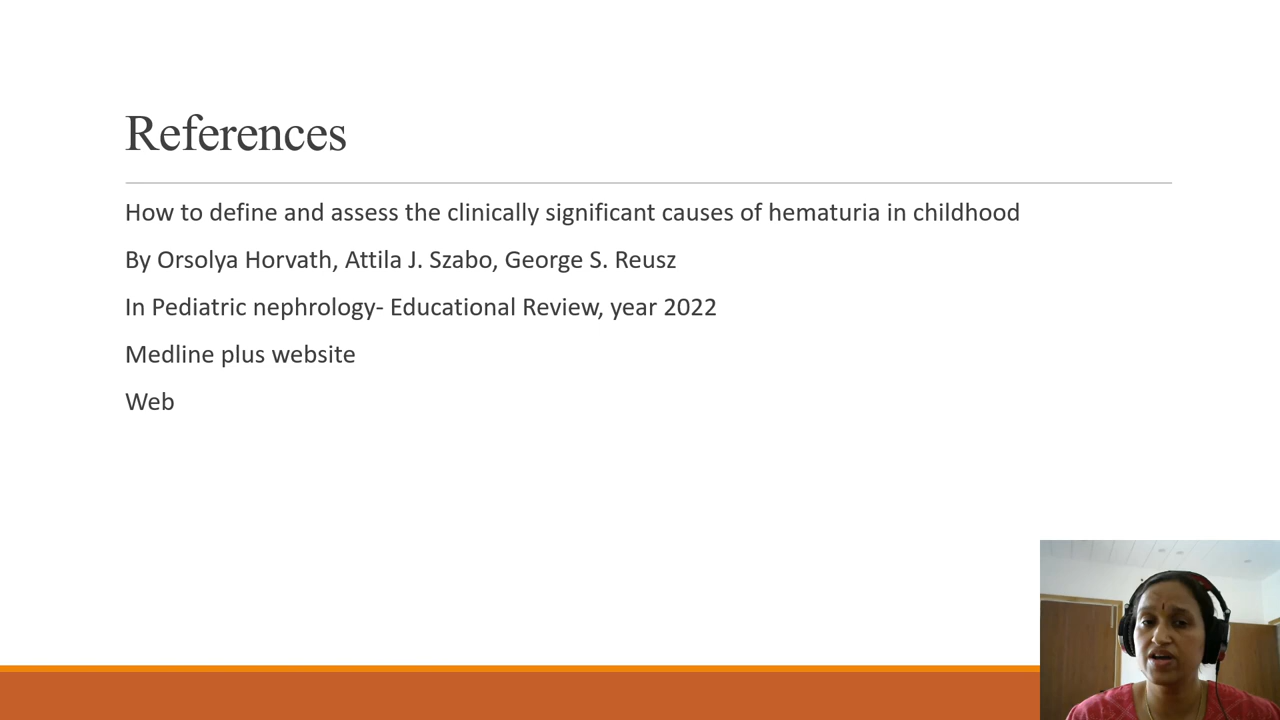 References
How to define and assess the clinically significant causes of hematuria in childhood
By Orsolya Horvath, Attila J. Szabo, George S. Reusz
In Pediatric nephrology- Educational Review, year 2022
Medline plus website
Web